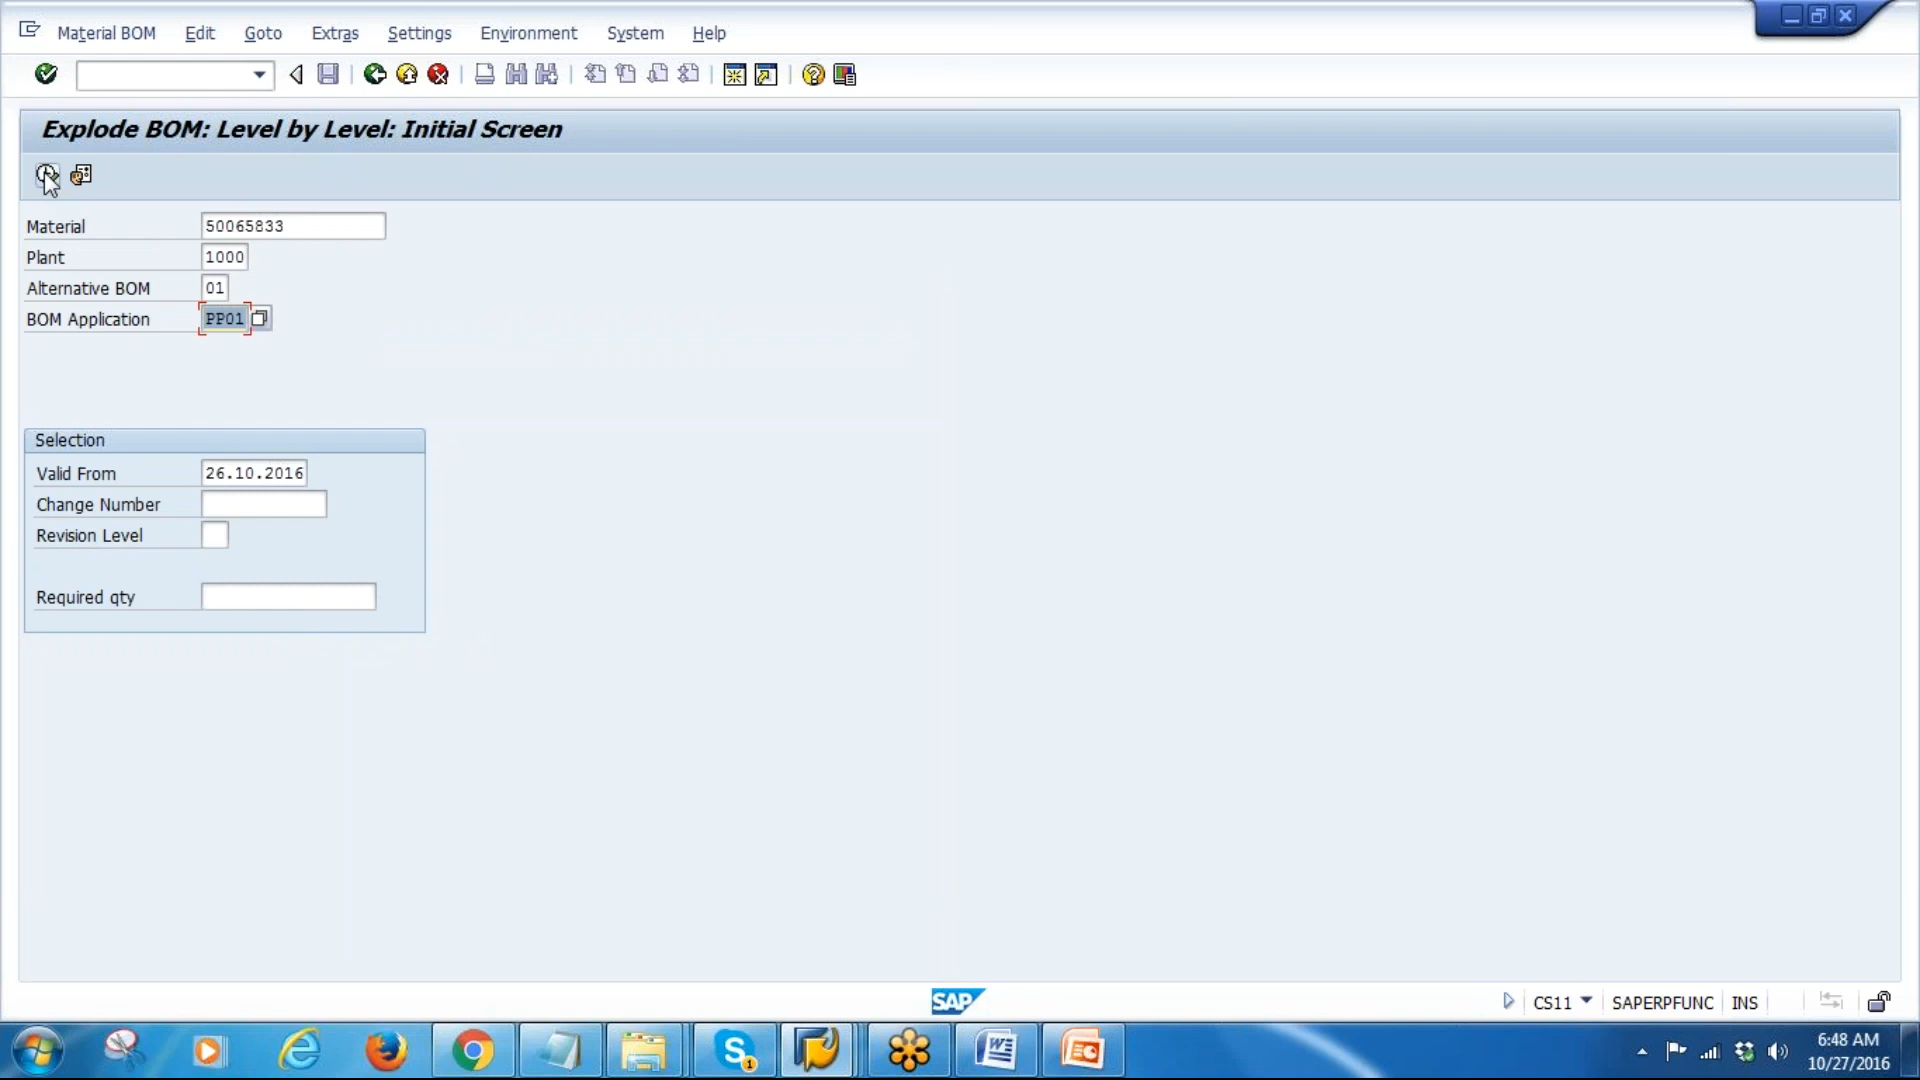 Material BOM Edit Goto Extras Settings Environment System Help
Explode BOM: Level by Level: Initial Screen
Material 50065833
Plant 1000
Alternative BOM 01
BOM Application PP01
Selection
Valid From 26.10.2016
Change Number
Revision Level
Required qty
SAP CS11 SAPERPFUNC INS
6:48 AM
10/27/2016